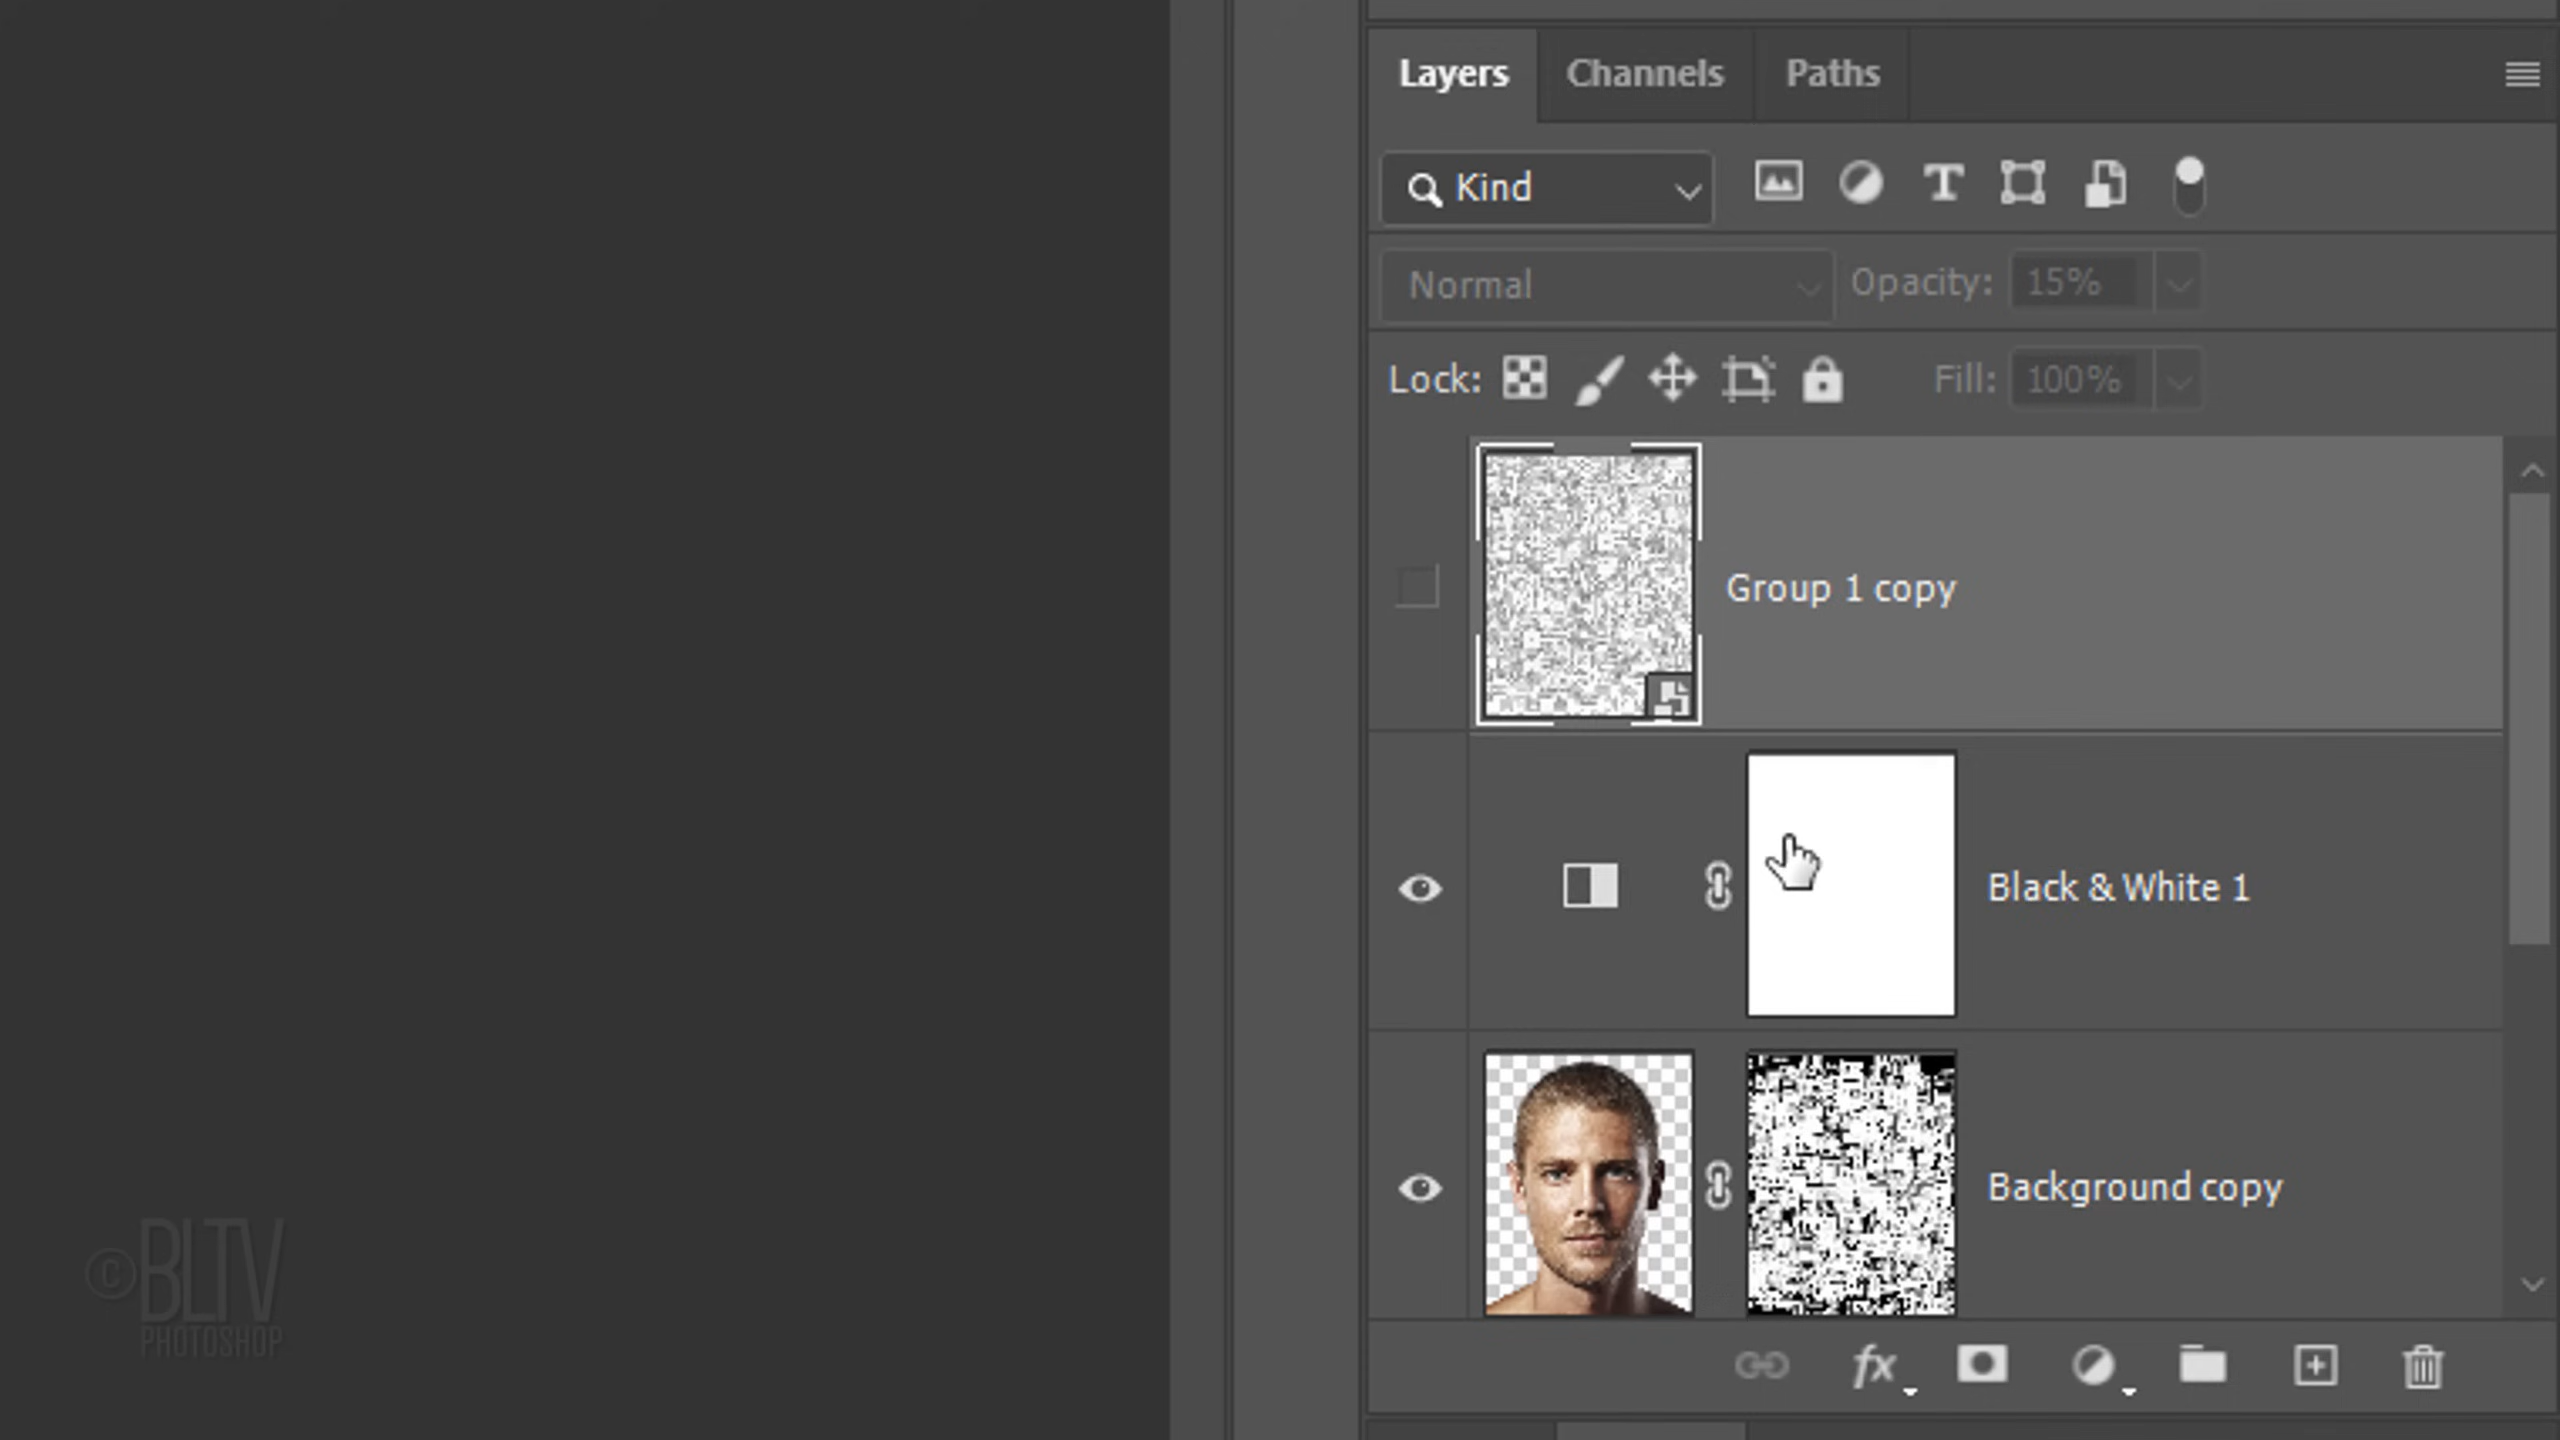 Layers Channels Paths
Kind
Normal Opacity: 15%
Lock: Fill: 100%
Group 1 copy
Black & White 1
Background copy
fx
©BLTV
PHOTOSHOP